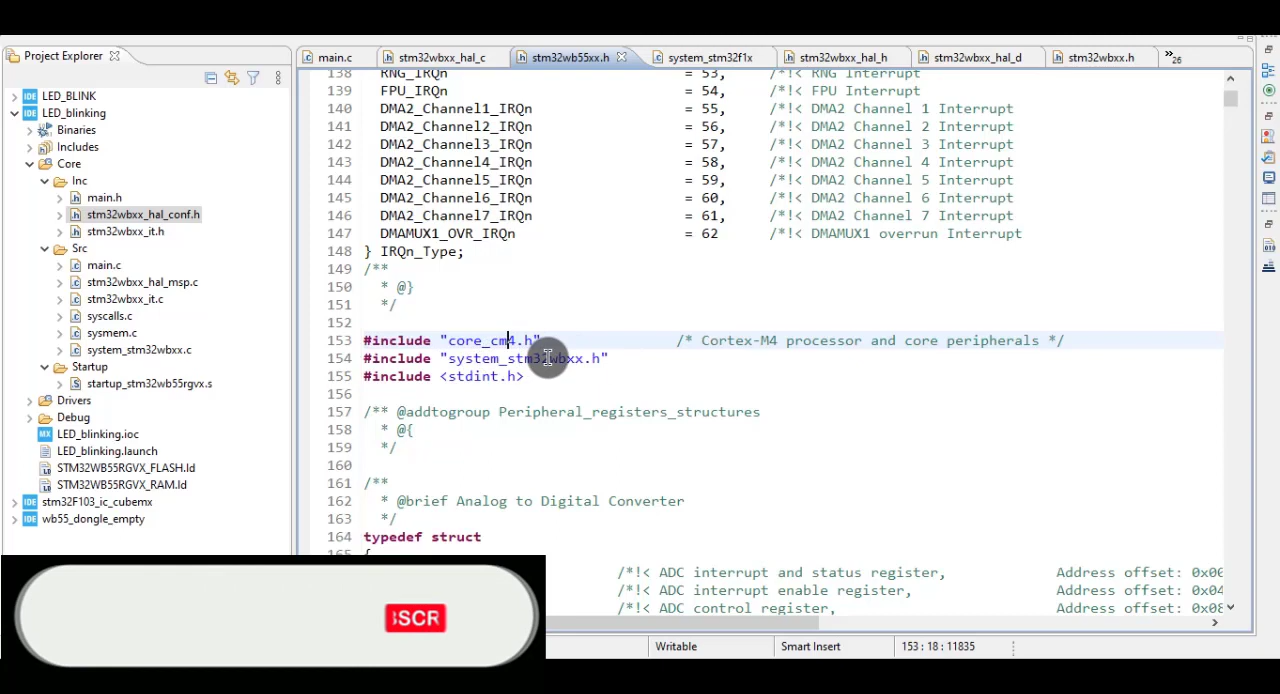 Project Explorer
LED_BLINK
LED_blinking
Binaries
Includes
Core
Inc
main.h
stm32wbxx_hal_conf.h
stm32wbxx_it.h
Src
main.c
stm32wbxx_hal_msp.c
stm32wbxx_it.c
syscalls.c
sysmem.c
system_stm32wbxx.c
Startup
startup_stm32wb55rgvx.s
Drivers
Debug
LED_blinking.ioc
LED_blinking.launch
STM32WB55RGVX_FLASH.ld
STM32WB55RGVX_RAM.ld
stm32F103_ic_cubemx
wb55_dongle_empty
main.c stm32wbxx_hal_c stm32wb55xx.h system_stm32f1x stm32wbxx_hal_h stm32wbxx_hal_d stm32wbxx.h »26
138 RNG_IRQn = 53, /*!< RNG Interrupt
139 FPU_IRQn = 54, /*!< FPU Interrupt
140 DMA2_Channel1_IRQn = 55, /*!< DMA2 Channel 1 Interrupt
141 DMA2_Channel2_IRQn = 56, /*!< DMA2 Channel 2 Interrupt
142 DMA2_Channel3_IRQn = 57, /*!< DMA2 Channel 3 Interrupt
143 DMA2_Channel4_IRQn = 58, /*!< DMA2 Channel 4 Interrupt
144 DMA2_Channel5_IRQn = 59, /*!< DMA2 Channel 5 Interrupt
145 DMA2_Channel6_IRQn = 60, /*!< DMA2 Channel 6 Interrupt
146 DMA2_Channel7_IRQn = 61, /*!< DMA2 Channel 7 Interrupt
147 DMAMUX1_OVR_IRQn = 62 /*!< DMAMUX1 overrun Interrupt
148 } IRQn_Type;
149 /**
150 * @}
151 */
152
153 #include "core_cm4.h" /* Cortex-M4 processor and core peripherals */
154 #include "system_stm32wbxx.h"
155 #include <stdint.h>
156
157 /** @addtogroup Peripheral_registers_structures
158 * @{
159 */
160
161 /**
162 * @brief Analog to Digital Converter
163 */
164 typedef struct
165 {
/*!< ADC interrupt and status register, Address offset: 0x00
/*!< ADC interrupt enable register, Address offset: 0x04
/*!< ADC control register, Address offset: 0x08
Writable Smart Insert 153 : 18 : 11835
SCR